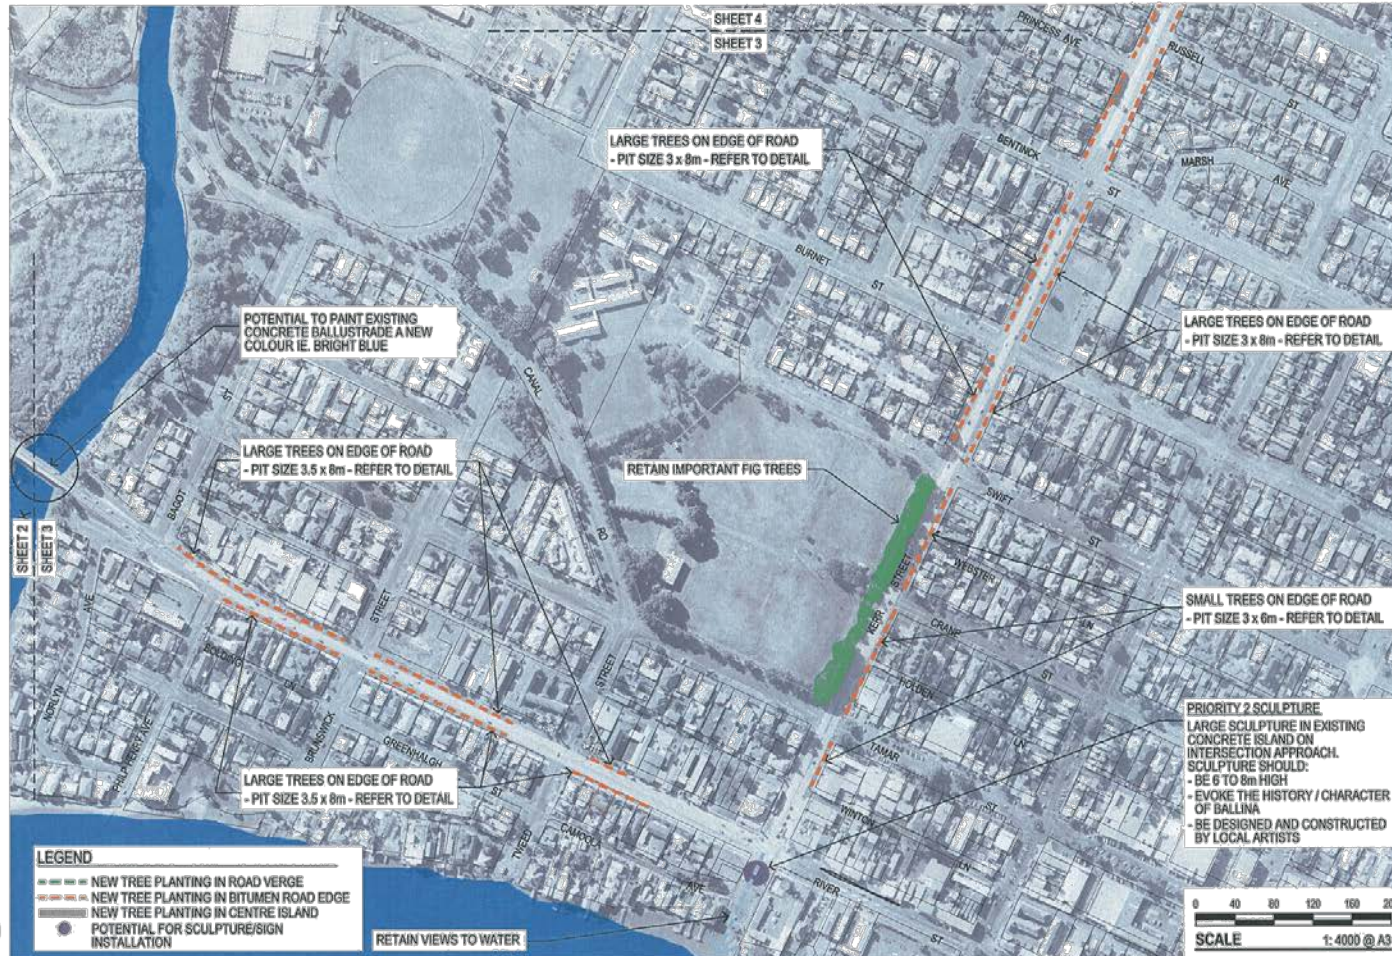 SHEET 4
SHEET 3
PRINCESS AVE
RUSSELL
ST
BENTINCK
ST
MARSH
AVE
LARGE TREES ON EDGE OF ROAD
- PIT SIZE 3 x 8m - REFER TO DETAIL
BURNET
ST
POTENTIAL TO PAINT EXISTING
CONCRETE BALLUSTRADE A NEW
COLOUR IE. BRIGHT BLUE
LARGE TREES ON EDGE OF ROAD
- PIT SIZE 3 x 8m - REFER TO DETAIL
CANAL
RD
ST
BAGOT
LARGE TREES ON EDGE OF ROAD
- PIT SIZE 3.5 x 8m - REFER TO DETAIL
RETAIN IMPORTANT FIG TREES
SWIFT
ST
SHEET 2
SHEET 3
STREET
KERR
WEBSTER
LN
CRANE
ST
HOLDEN
LN
SMALL TREES ON EDGE OF ROAD
- PIT SIZE 3 x 6m - REFER TO DETAIL
STREET
STREET
AVE
NORLYN
BOLDING
LN
BRUNSWICK
GREENHALGH
ST
TAMAR
ST
PRIORITY 2 SCULPTURE
LARGE SCULPTURE IN EXISTING
CONCRETE ISLAND ON
INTERSECTION APPROACH.
SCULPTURE SHOULD:
- BE 6 TO 8m HIGH
- EVOKE THE HISTORY / CHARACTER
OF BALLINA
- BE DESIGNED AND CONSTRUCTED
BY LOCAL ARTISTS
LARGE TREES ON EDGE OF ROAD
- PIT SIZE 3.5 x 8m - REFER TO DETAIL
TWEED
CAHOOLA
AVE
WINTON
LN
RIVER
ST
LEGEND
NEW TREE PLANTING IN ROAD VERGE
NEW TREE PLANTING IN BITUMEN ROAD EDGE
NEW TREE PLANTING IN CENTRE ISLAND
POTENTIAL FOR SCULPTURE/SIGN
INSTALLATION
RETAIN VIEWS TO WATER
0 40 80 120 160
SCALE 1: 4000 @ A3